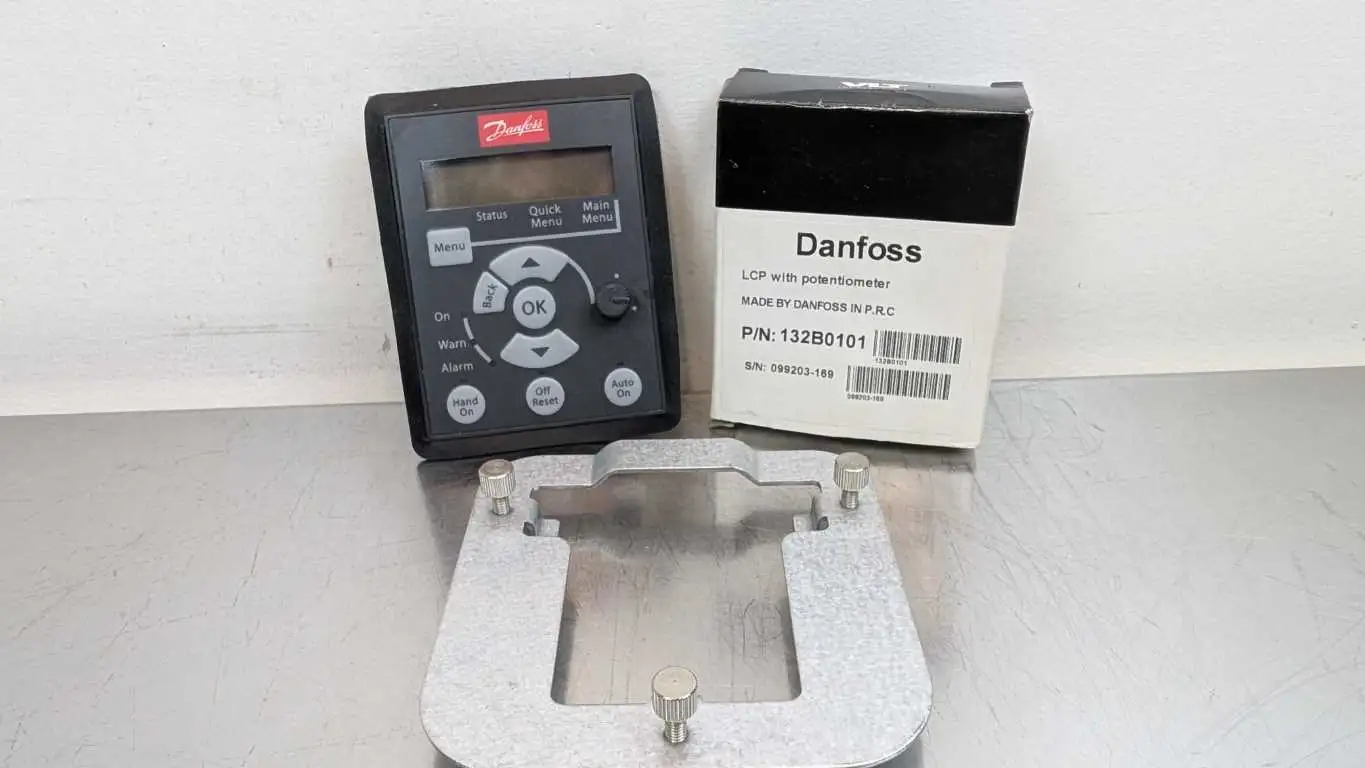 Danfoss
Status
Quick
Menu
Main
Menu
Menu
Back
OK
On
Warn.
Alarm
Hand
On
Off
Reset
Auto
On
VLT
Danfoss
LCP with potentiometer
MADE BY DANFOSS IN P.R.C
P/N: 132B0101
132B0101
S/N: 099203-169
099203-169